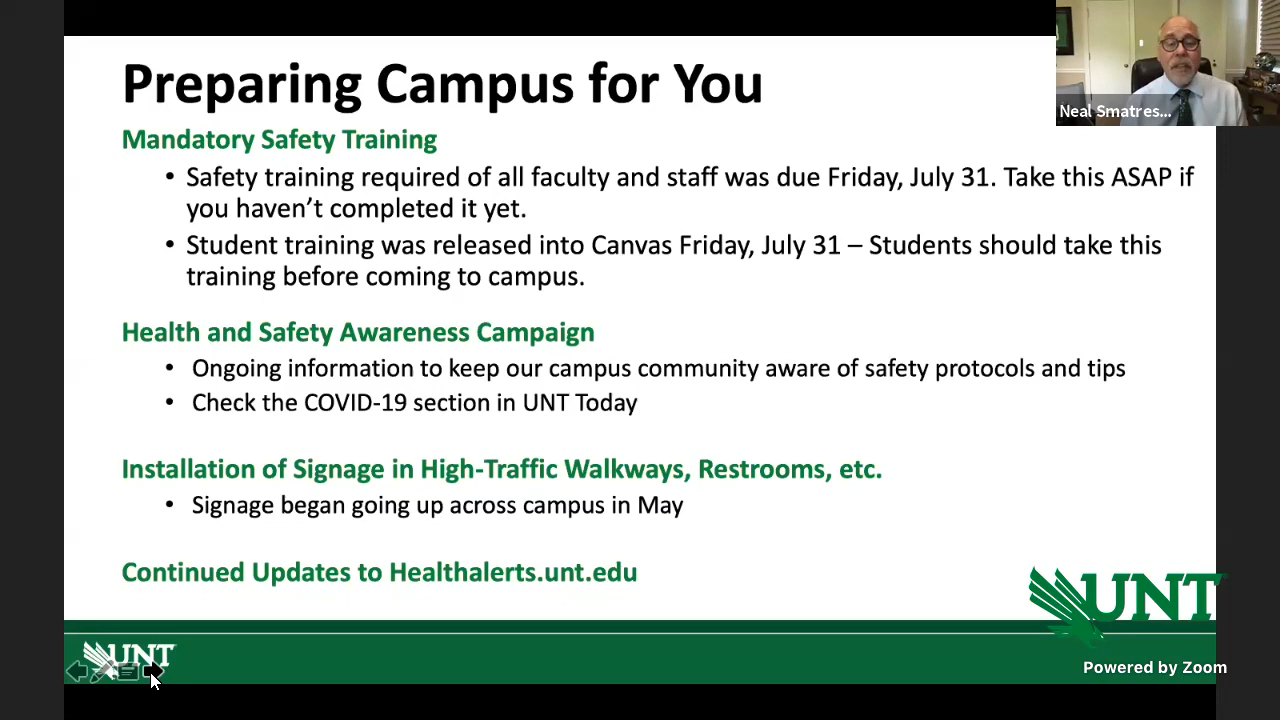 Preparing Campus for You
Neal Smatres...
Mandatory Safety Training
• Safety training required of all faculty and staff was due Friday, July 31. Take this ASAP if
you haven’t completed it yet.
• Student training was released into Canvas Friday, July 31 – Students should take this
training before coming to campus.
Health and Safety Awareness Campaign
• Ongoing information to keep our campus community aware of safety protocols and tips
• Check the COVID-19 section in UNT Today
Installation of Signage in High-Traffic Walkways, Restrooms, etc.
• Signage began going up across campus in May
Continued Updates to Healthalerts.unt.edu
UNT
UNT
Powered by Zoom